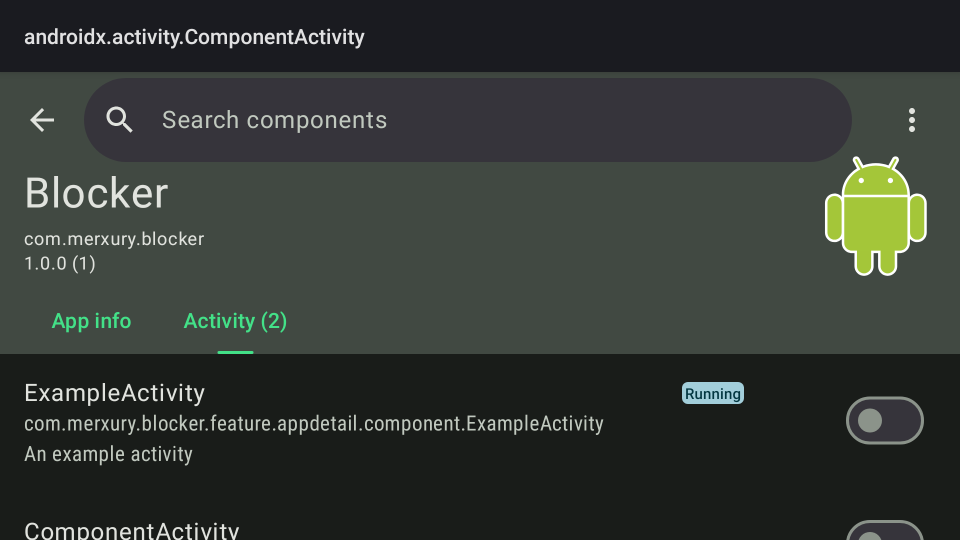 androidx.activity.ComponentActivity
Search components
Blocker
com.merxury.blocker
1.0.0 (1)
App info
Activity (2)
ExampleActivity
Running
com.merxury.blocker.feature.appdetail.component.ExampleActivity
An example activity
ComponentActivity